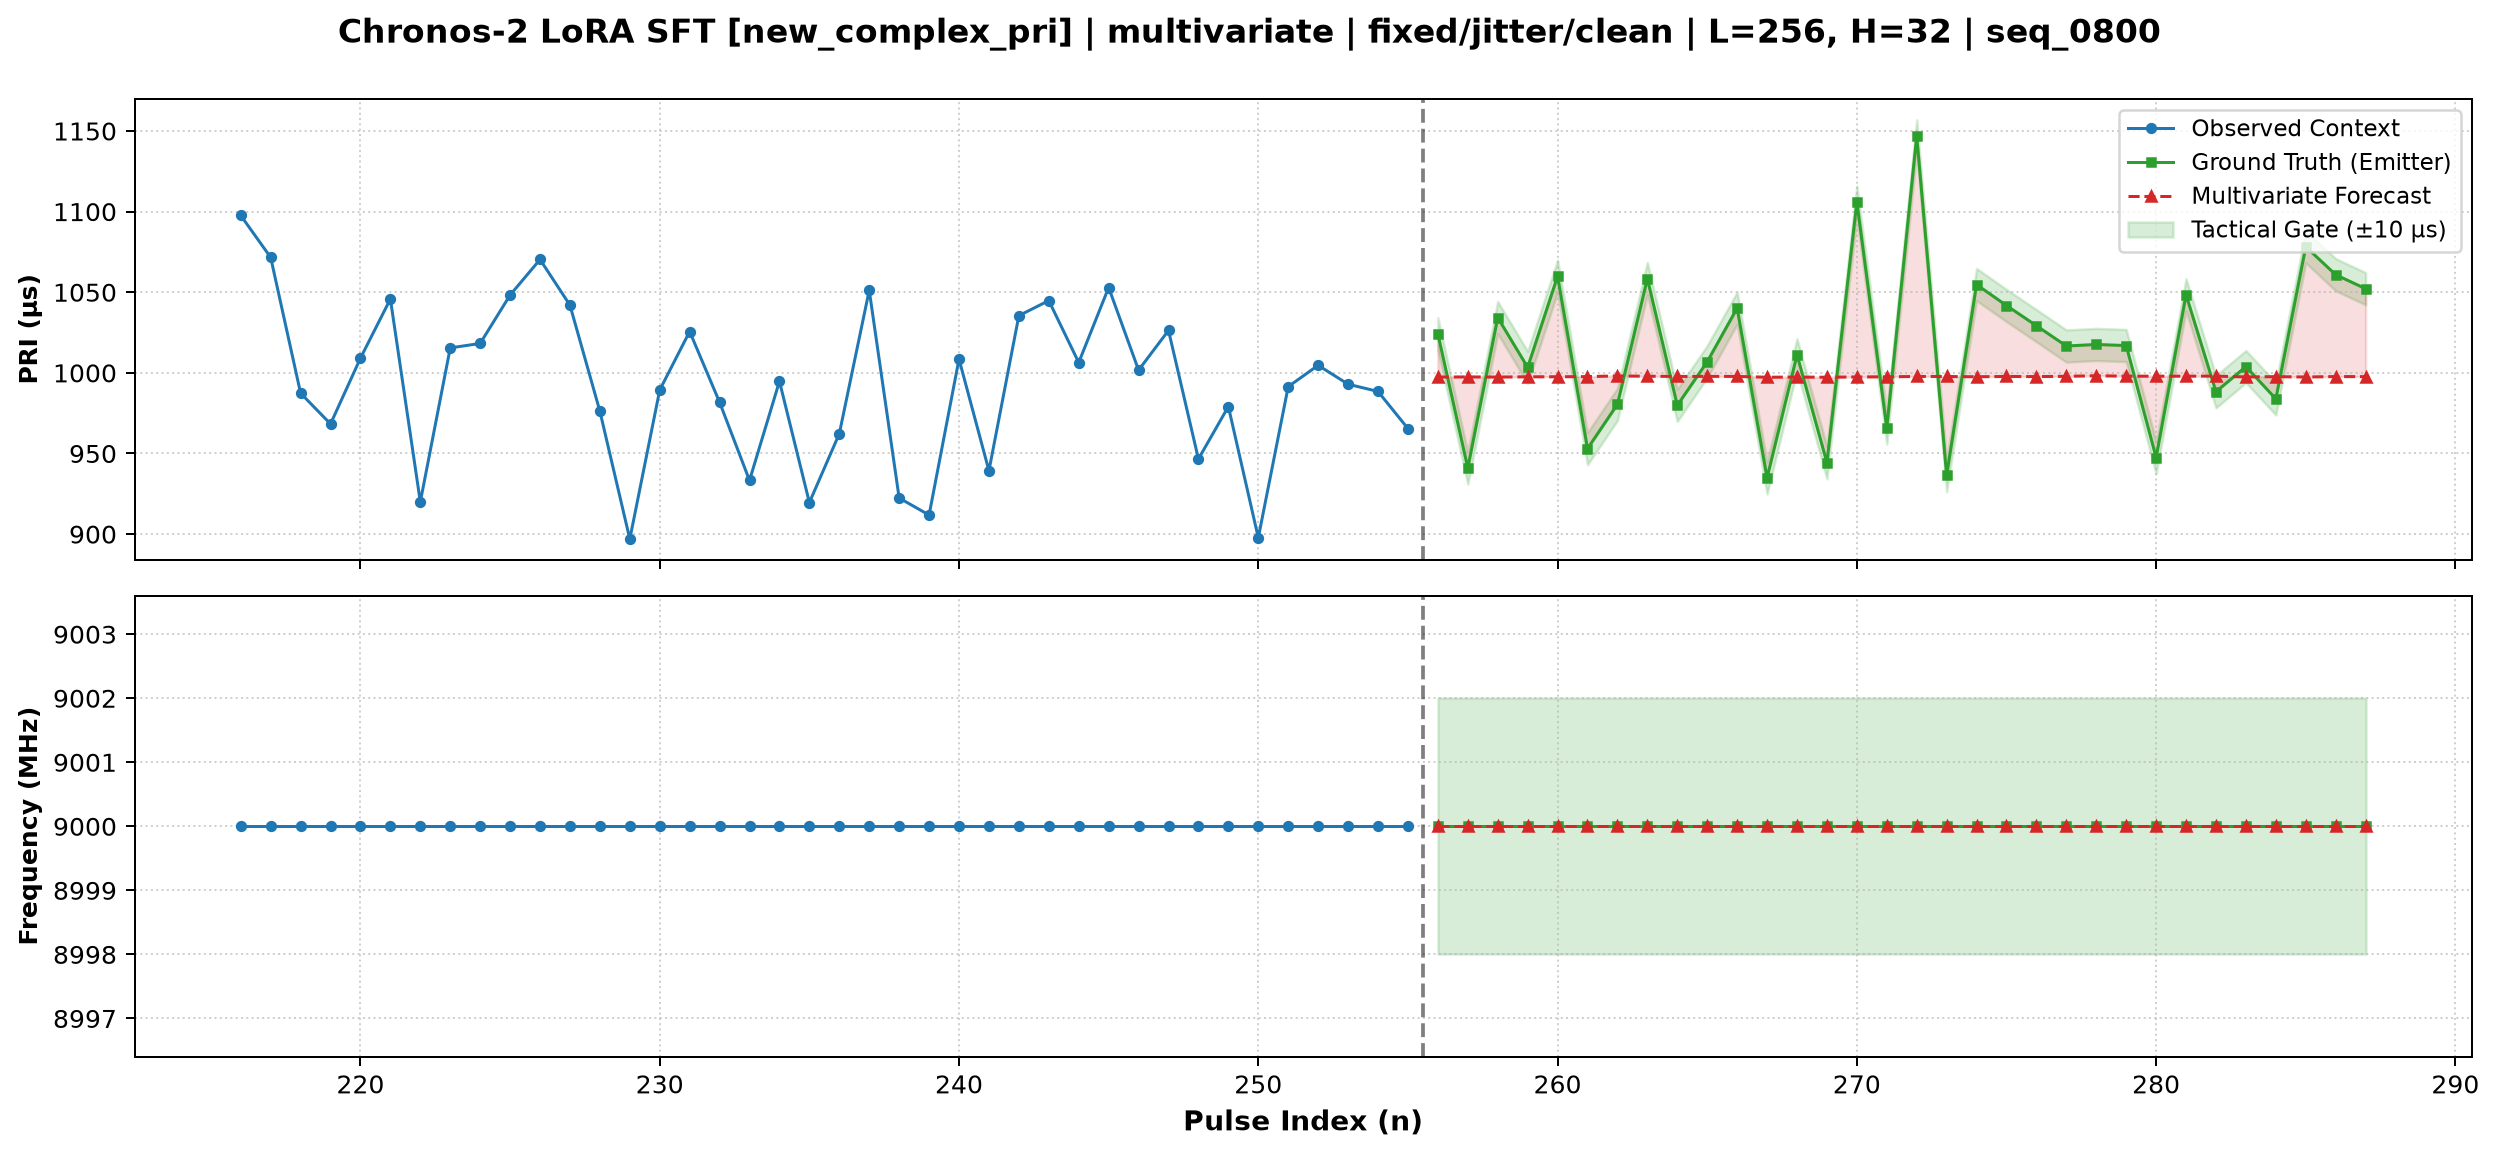 Chronos-2 LoRA SFT [new_complex_pri] | multivariate | fixed/jitter/clean | L=256, H=32 | seq_0800
Observed Context
Ground Truth (Emitter)
Multivariate Forecast
Tactical Gate (±10 μs)
PRI (μs)
1150
1100
1050
1000
950
900
Frequency (MHz)
9003
9002
9001
9000
8999
8998
8997
220 230 240 250 260 270 280 290
Pulse Index (n)